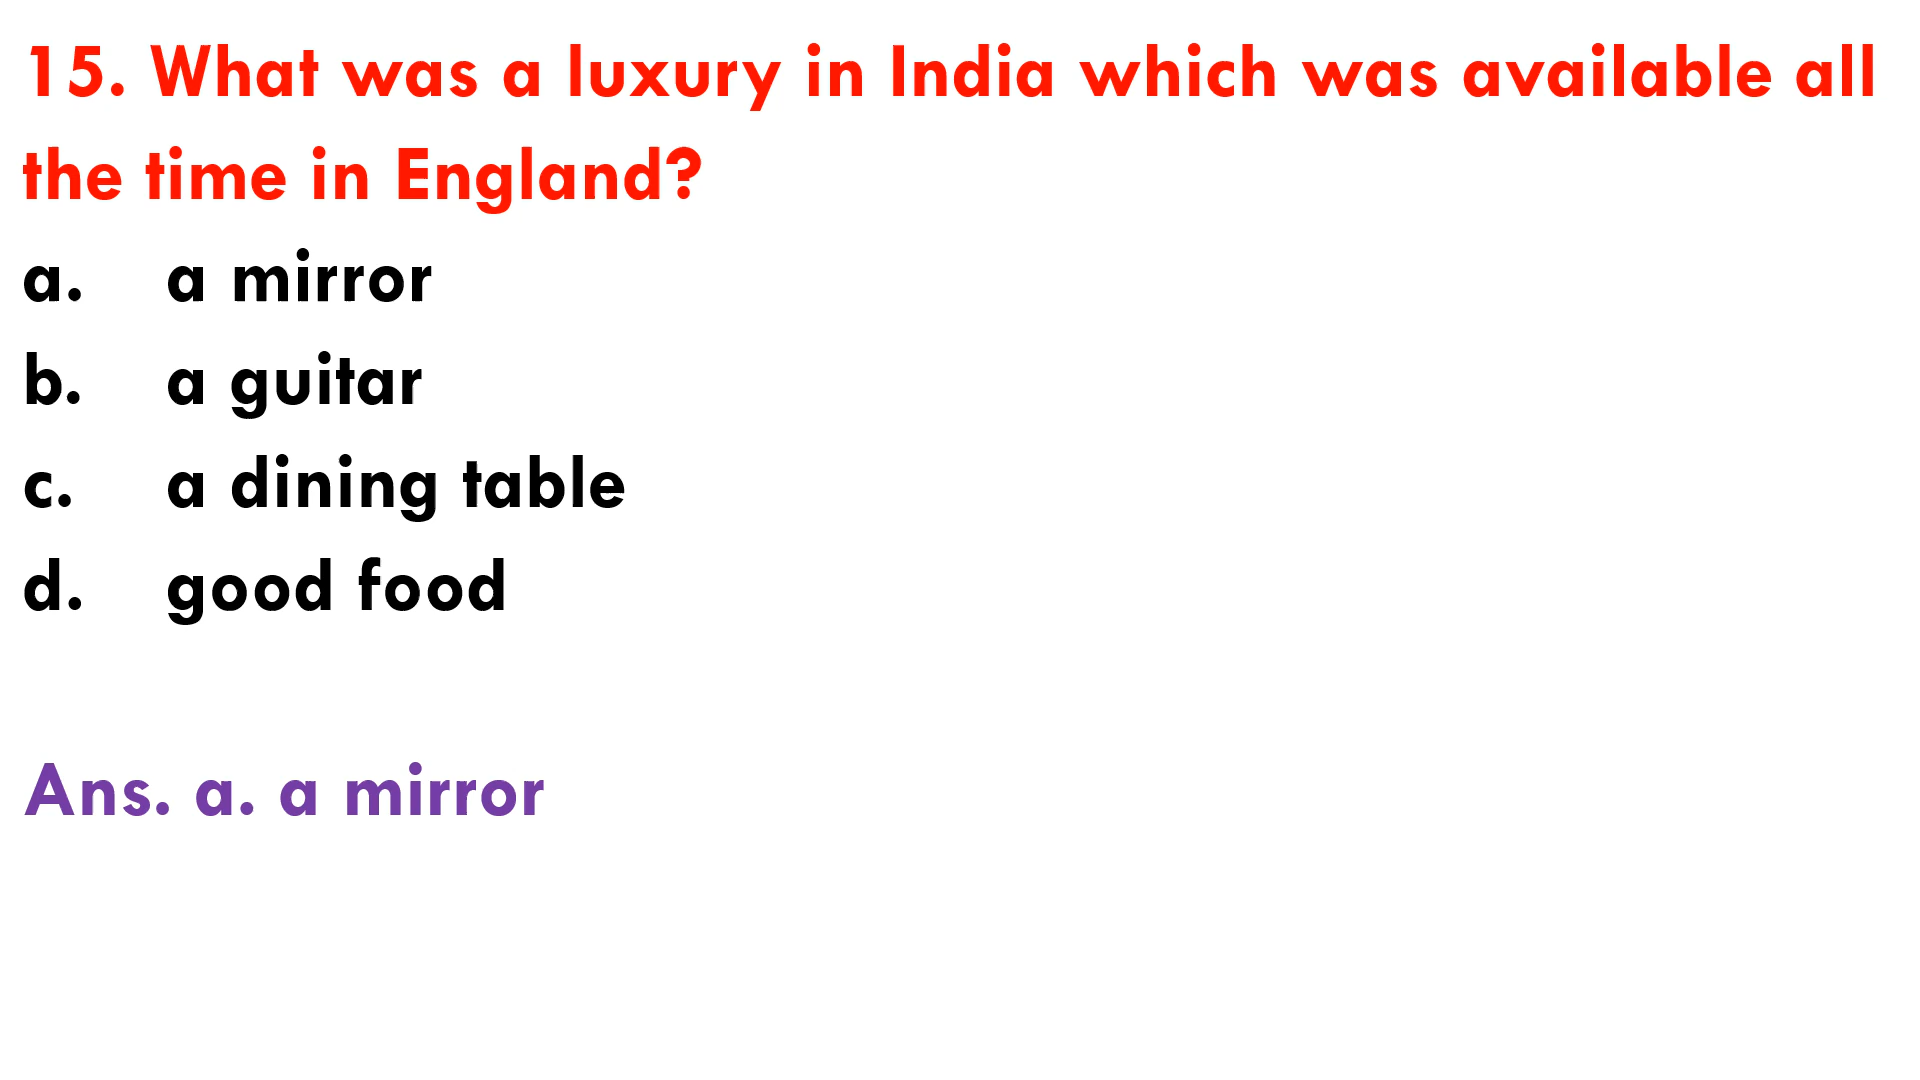 15. What was a luxury in India which was available all
the time in England?
a. a mirror
b. a guitar
c. a dining table
d. good food
Ans. a. a mirror